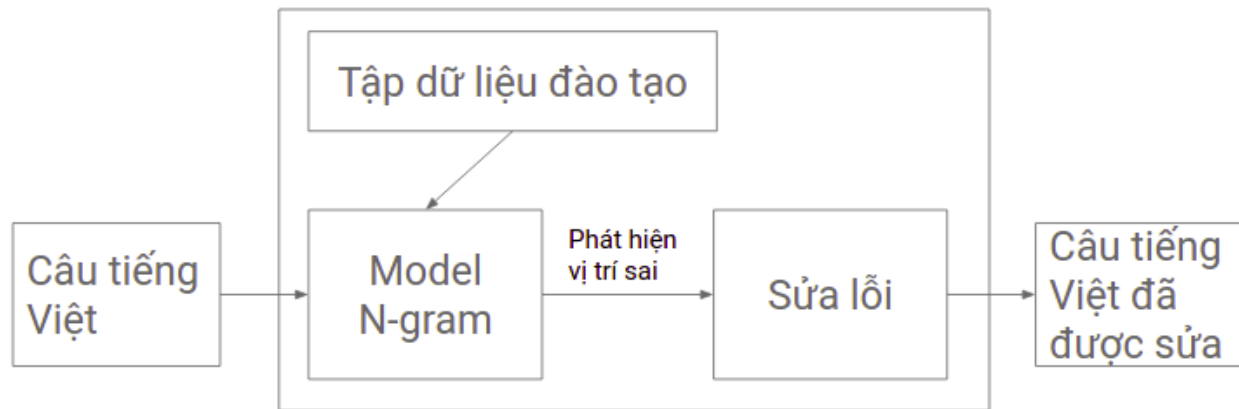 Tập dữ liệu đào tạo
Câu tiếng
Việt
Model
N-gram
Phát hiện
vị trí sai
Sửa lỗi
Câu tiếng
Việt đã
được sửa